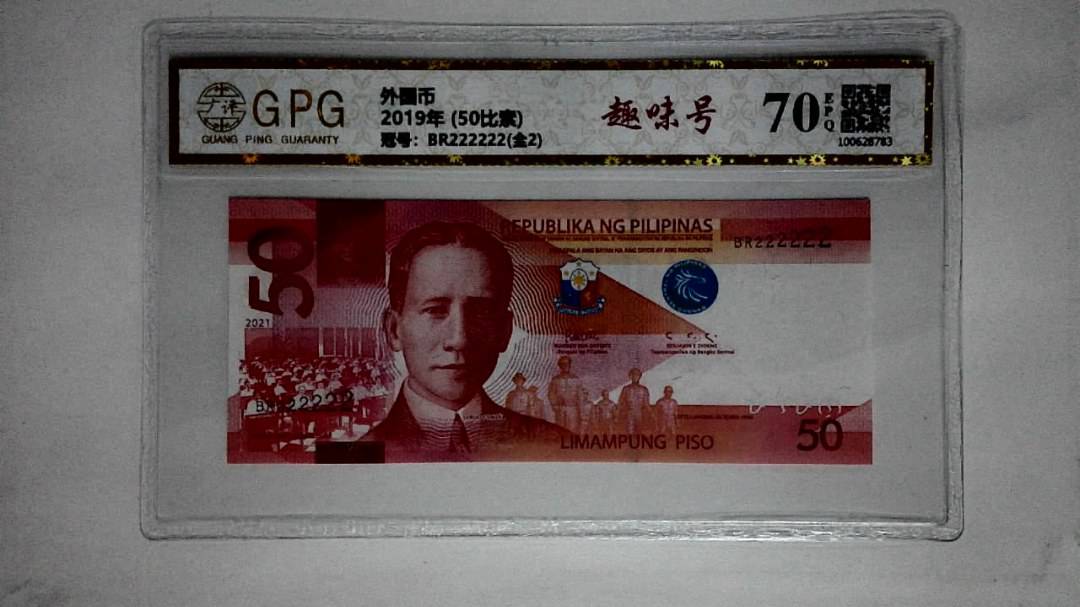 广评
GPG
GUANG PING GUARANTY
外国币
2019年 (50比索)
冠号: BR222222(全2)
趣味号
70
EPQ
100628783
50
2021
REPUBLIKA NG PILIPINAS
BR222222
BR222222
LIMAMPUNG PISO
50